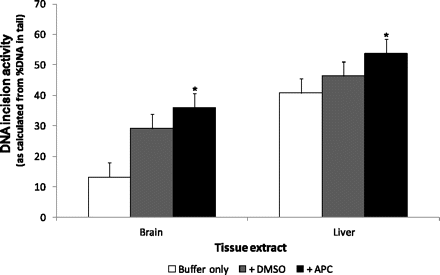 DNA incision activity
(as calculated from %DNA in tail)
70
60
50
40
30
20
10
0
*
*
Brain
Liver
Tissue extract
Buffer only
+ DMSO
+ APC